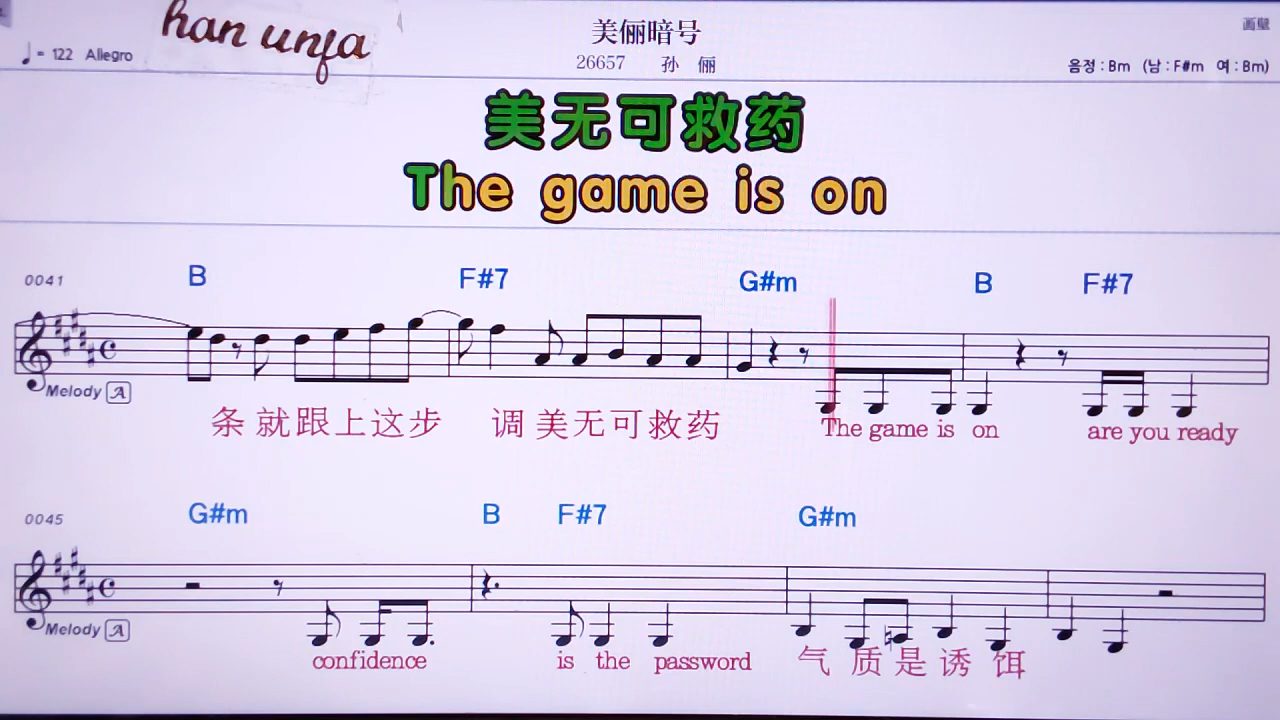 han unja
美俪暗号
画壁
♩= 122 Allegro
26657 孙 俪
음정 : Bm (남 : F#m 여 : Bm)
美无可救药
The game is on
0041 B F#7 G#m B F#7
Melody A
条就跟上这步 调美无可救药 The game is on are you ready
0045 G#m B F#7 G#m
Melody A
confidence is the password 气质是诱饵